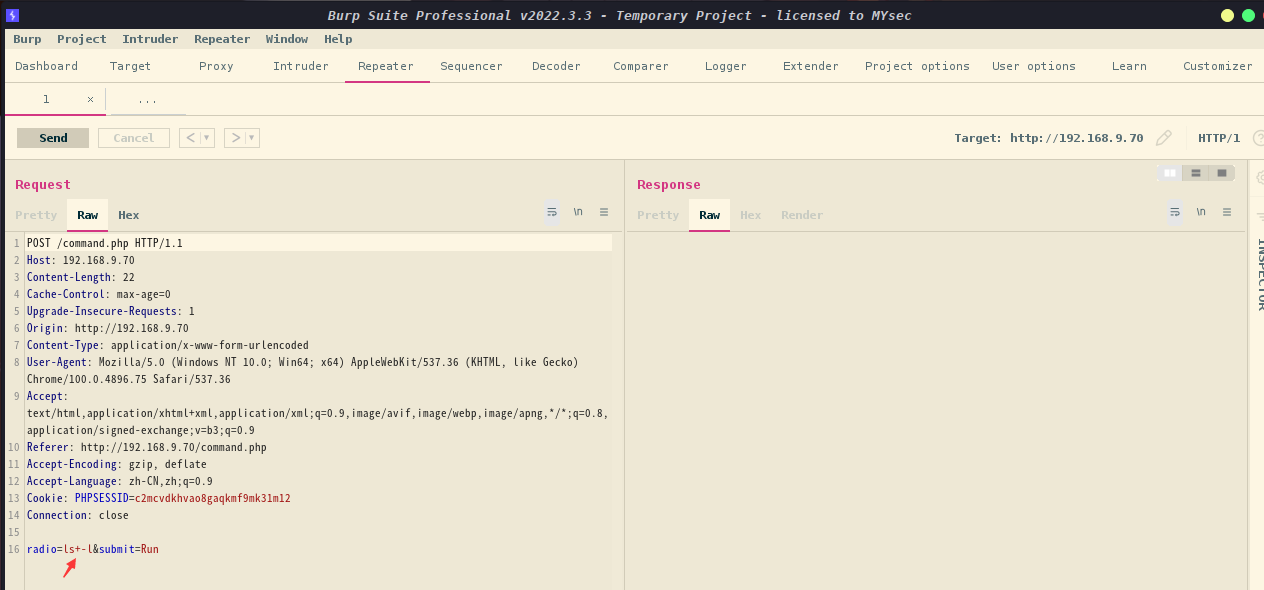 Burp Suite Professional v2022.3.3 - Temporary Project - licensed to MYsec
Burp Project Intruder Repeater Window Help
Dashboard Target Proxy Intruder Repeater Sequencer Decoder Comparer Logger Extender Project options User options Learn Customizer
1 × ...
Send Cancel < > Target: http://192.168.9.70 HTTP/1
Request
Pretty Raw Hex \n
1 POST /command.php HTTP/1.1
2 Host: 192.168.9.70
3 Content-Length: 22
4 Cache-Control: max-age=0
5 Upgrade-Insecure-Requests: 1
6 Origin: http://192.168.9.70
7 Content-Type: application/x-www-form-urlencoded
8 User-Agent: Mozilla/5.0 (Windows NT 10.0; Win64; x64) AppleWebKit/537.36 (KHTML, like Gecko)
Chrome/100.0.4896.75 Safari/537.36
9 Accept:
text/html,application/xhtml+xml,application/xml;q=0.9,image/avif,image/webp,image/apng,*/*;q=0.8,
application/signed-exchange;v=b3;q=0.9
10 Referer: http://192.168.9.70/command.php
11 Accept-Encoding: gzip, deflate
12 Accept-Language: zh-CN,zh;q=0.9
13 Cookie: PHPSESSID=c2mcvdkhvao8gaqkmf9mk31m12
14 Connection: close
15
16 radio=ls+-l&submit=Run
Response
Pretty Raw Hex Render \n
INSPECTOR